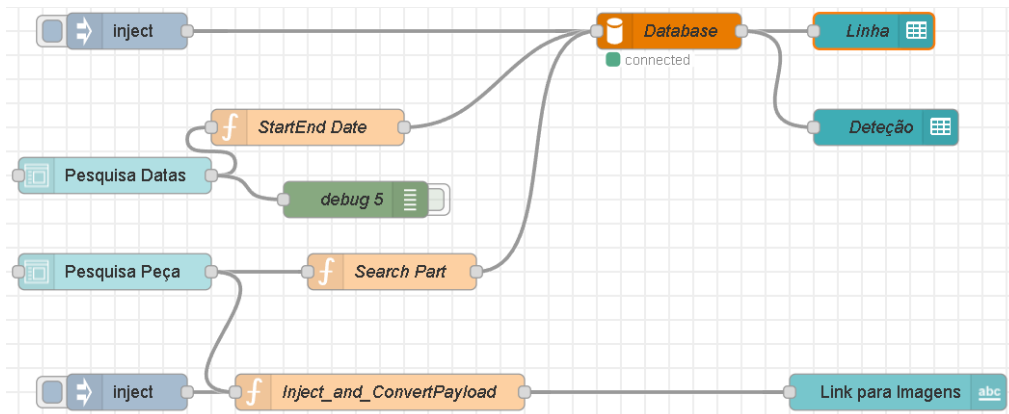 inject
Database
Linha
connected
StartEnd Date
Deteção
Pesquisa Datas
debug 5
Pesquisa Peça
Search Part
inject
Inject_and_ConvertPayload
Link para Imagens
abc